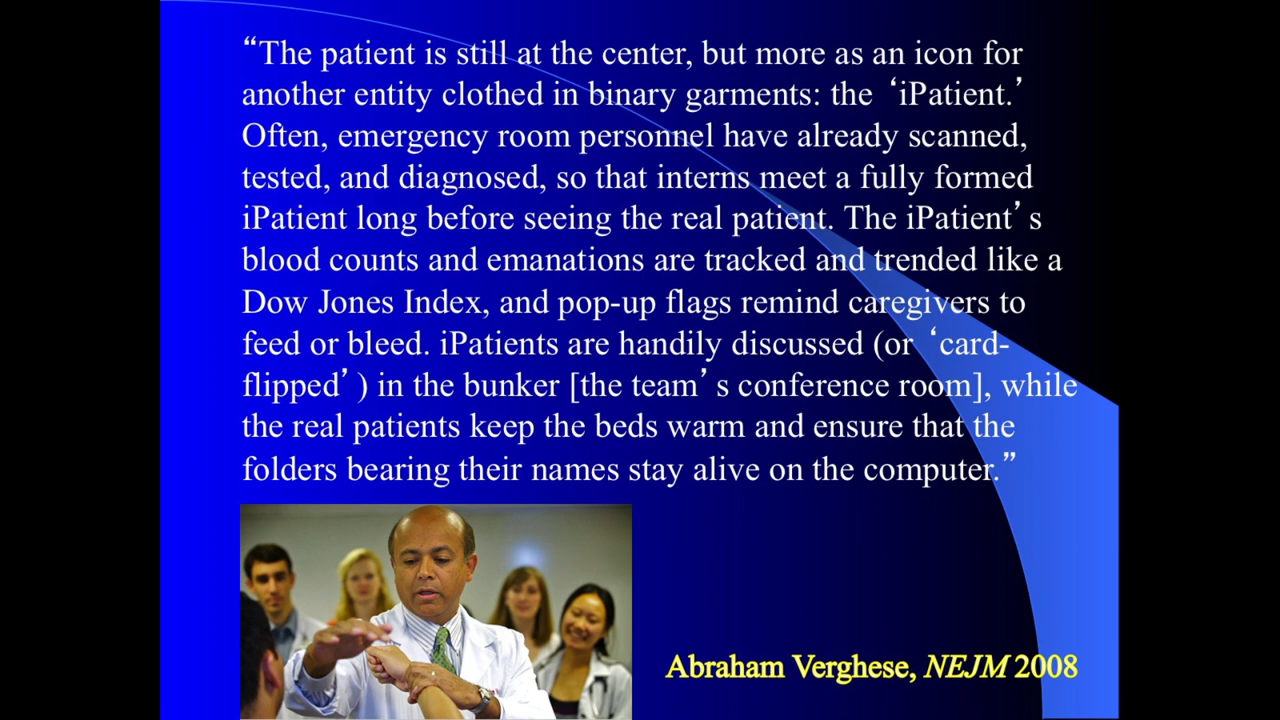 “The patient is still at the center, but more as an icon for
another entity clothed in binary garments: the ‘iPatient.’
Often, emergency room personnel have already scanned,
tested, and diagnosed, so that interns meet a fully formed
iPatient long before seeing the real patient. The iPatient’s
blood counts and emanations are tracked and trended like a
Dow Jones Index, and pop-up flags remind caregivers to
feed or bleed. iPatients are handily discussed (or ‘card-
flipped’) in the bunker [the team’s conference room], while
the real patients keep the beds warm and ensure that the
folders bearing their names stay alive on the computer.”
Abraham Verghese, NEJM 2008